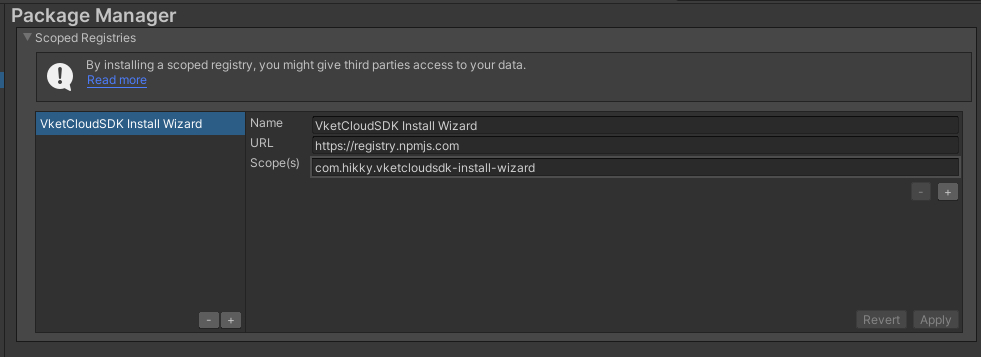 Package Manager
Scoped Registries
By installing a scoped registry, you might give third parties access to your data.
Read more
VketCloudSDK Install Wizard
Name VketCloudSDK Install Wizard
URL https://registry.npmjs.com
Scope(s) com.hikky.vketcloudsdk-install-wizard
- +
- +
Revert Apply